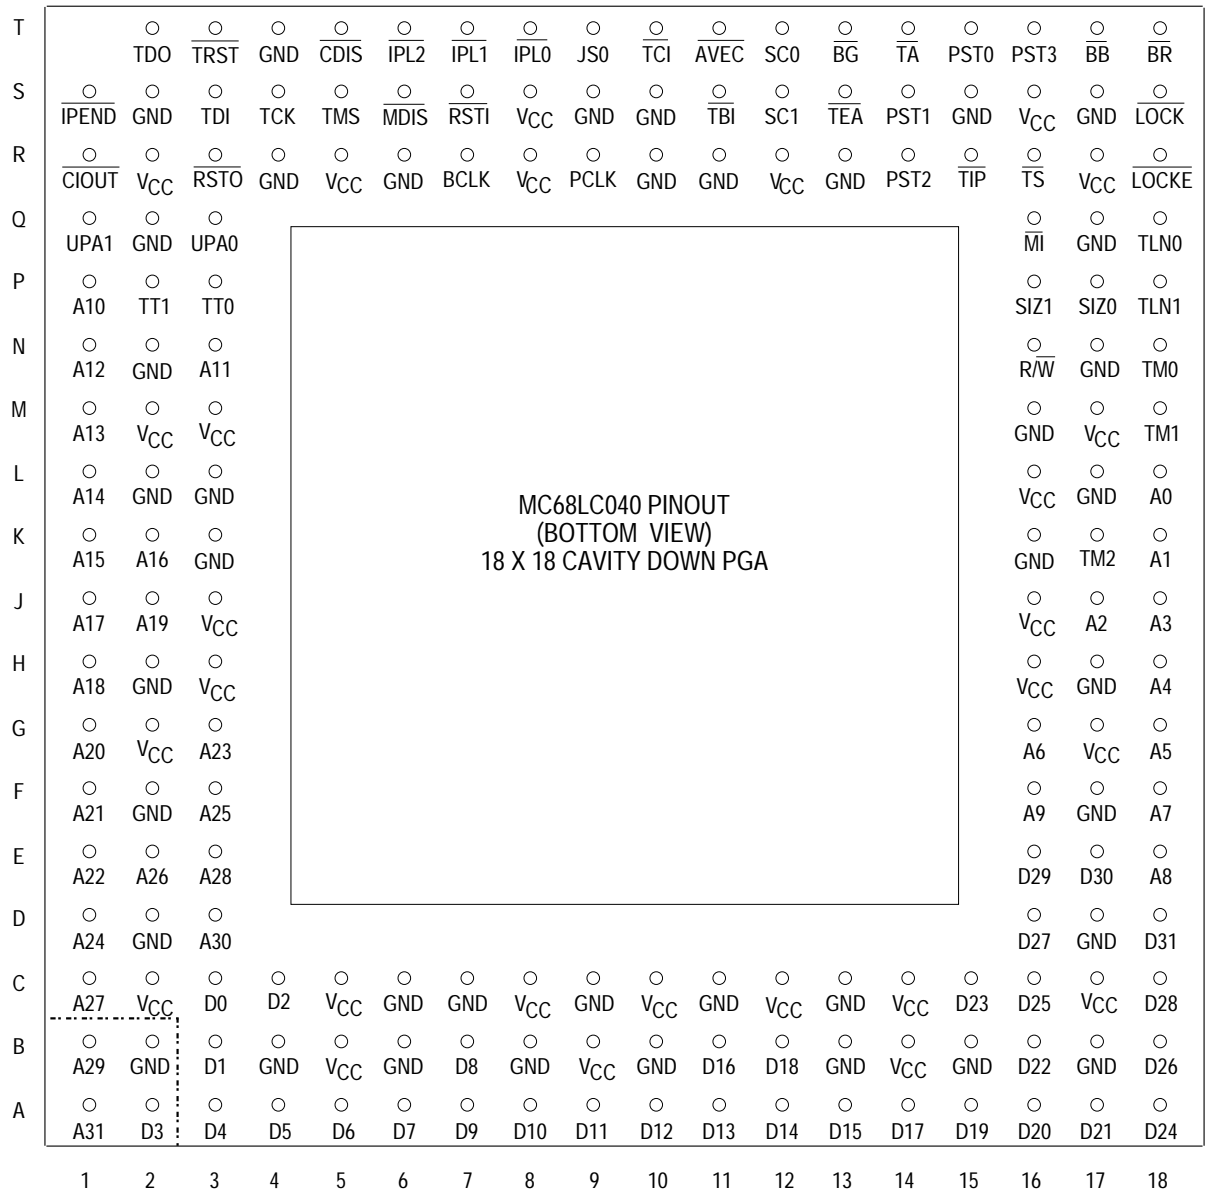 T
TDO TRST GND CDIS IPL2 IPL1 IPL0 JS0 TCI AVEC SC0 BG TA PST0 PST3 BB BR
S
IPEND GND TDI TCK TMS MDIS RSTI VCC GND GND TBI SC1 TEA PST1 GND VCC GND LOCK
R
CIOUT VCC RSTO GND VCC GND BCLK VCC PCLK GND GND VCC GND PST2 TIP TS VCC LOCKE
Q
UPA1 GND UPA0 MI GND TLN0
P
A10 TT1 TT0 SIZ1 SIZ0 TLN1
N
A12 GND A11 R/W GND TM0
M
A13 VCC VCC GND VCC TM1
L
A14 GND GND VCC GND A0
MC68LC040 PINOUT
(BOTTOM VIEW)
18 X 18 CAVITY DOWN PGA
K
A15 A16 GND GND TM2 A1
J
A17 A19 VCC VCC A2 A3
H
A18 GND VCC VCC GND A4
G
A20 VCC A23 A6 VCC A5
F
A21 GND A25 A9 GND A7
E
A22 A26 A28 D29 D30 A8
D
A24 GND A30 D27 GND D31
C
A27 VCC D0 D2 VCC GND GND VCC GND VCC GND VCC GND VCC D23 D25 VCC D28
B
A29 GND D1 GND VCC GND D8 GND VCC GND D16 D18 GND VCC GND D22 GND D26
A
A31 D3 D4 D5 D6 D7 D9 D10 D11 D12 D13 D14 D15 D17 D19 D20 D21 D24
1 2 3 4 5 6 7 8 9 10 11 12 13 14 15 16 17 18